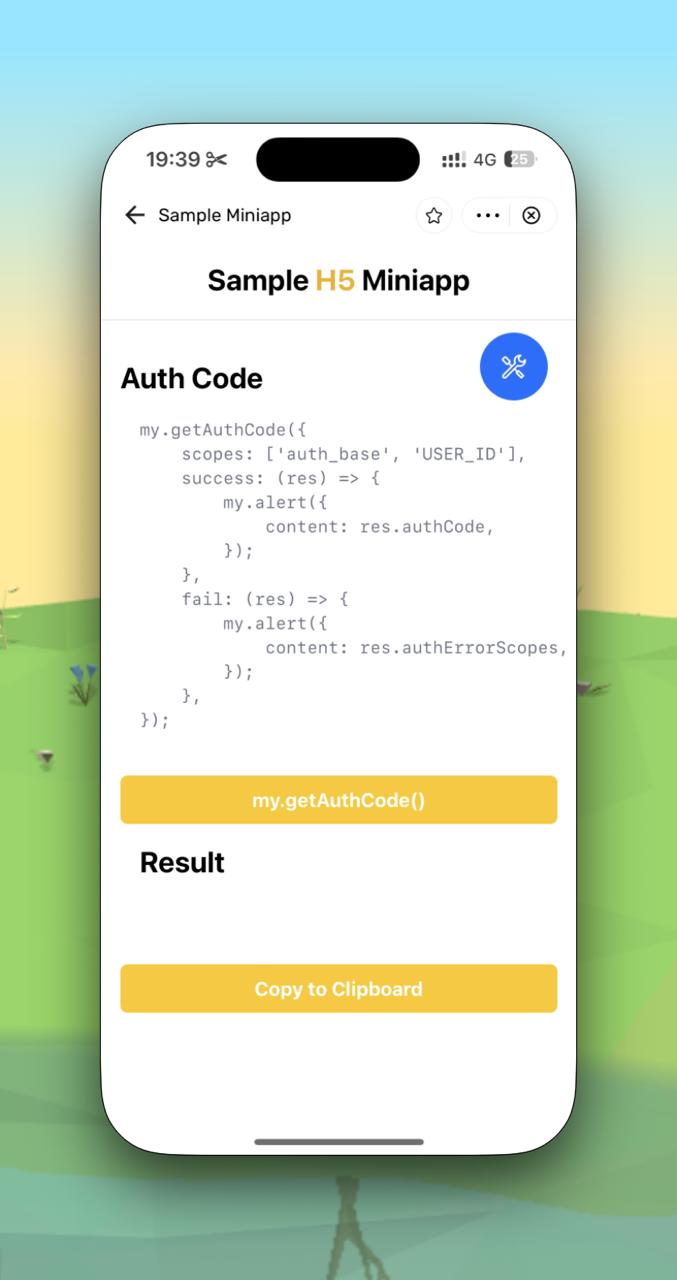 19:39 4G 25
Sample Miniapp
Sample H5 Miniapp
Auth Code
my.getAuthCode({
    scopes: ['auth_base', 'USER_ID'],
    success: (res) => {
        my.alert({
            content: res.authCode,
        });
    },
    fail: (res) => {
        my.alert({
            content: res.authErrorScopes,
        });
    },
});
my.getAuthCode()
Result
Copy to Clipboard